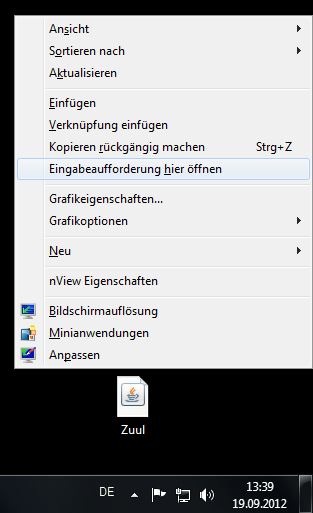 Ansicht
Sortieren nach
Aktualisieren
Einfügen
Verknüpfung einfügen
Kopieren rückgängig machen Strg+Z
Eingabeaufforderung hier öffnen
Grafikeigenschaften...
Grafikoptionen
Neu
nView Eigenschaften
Bildschirmauflösung
Minianwendungen
Anpassen
Zuul
DE 13:39
19.09.2012